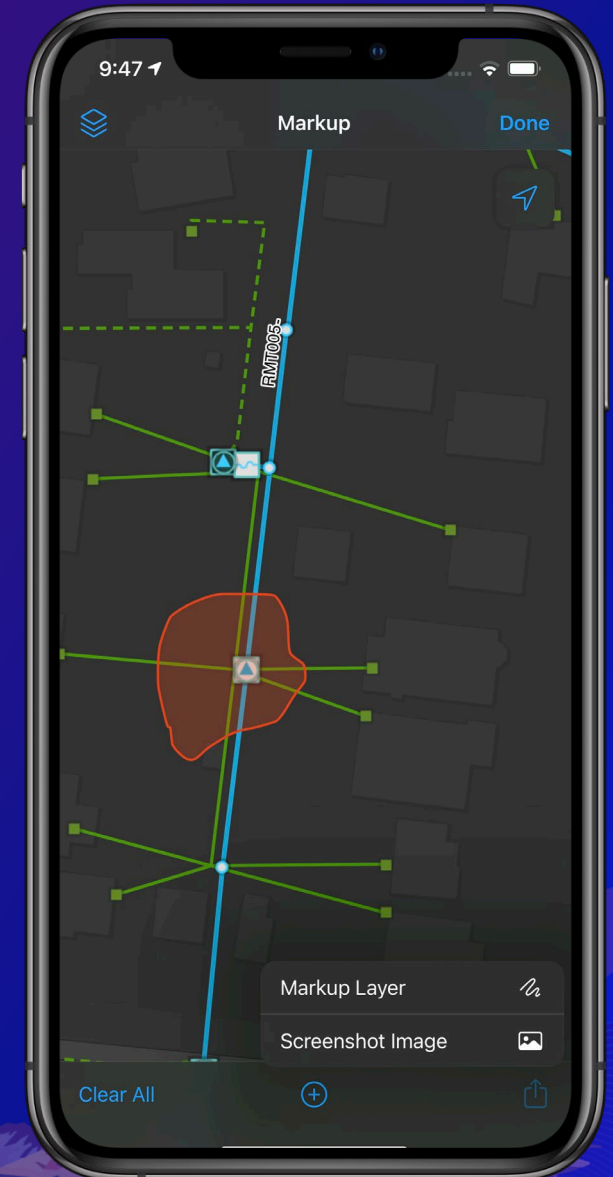 9:47
Markup
Done
RMT005-
Markup Layer
Screenshot Image
Clear All